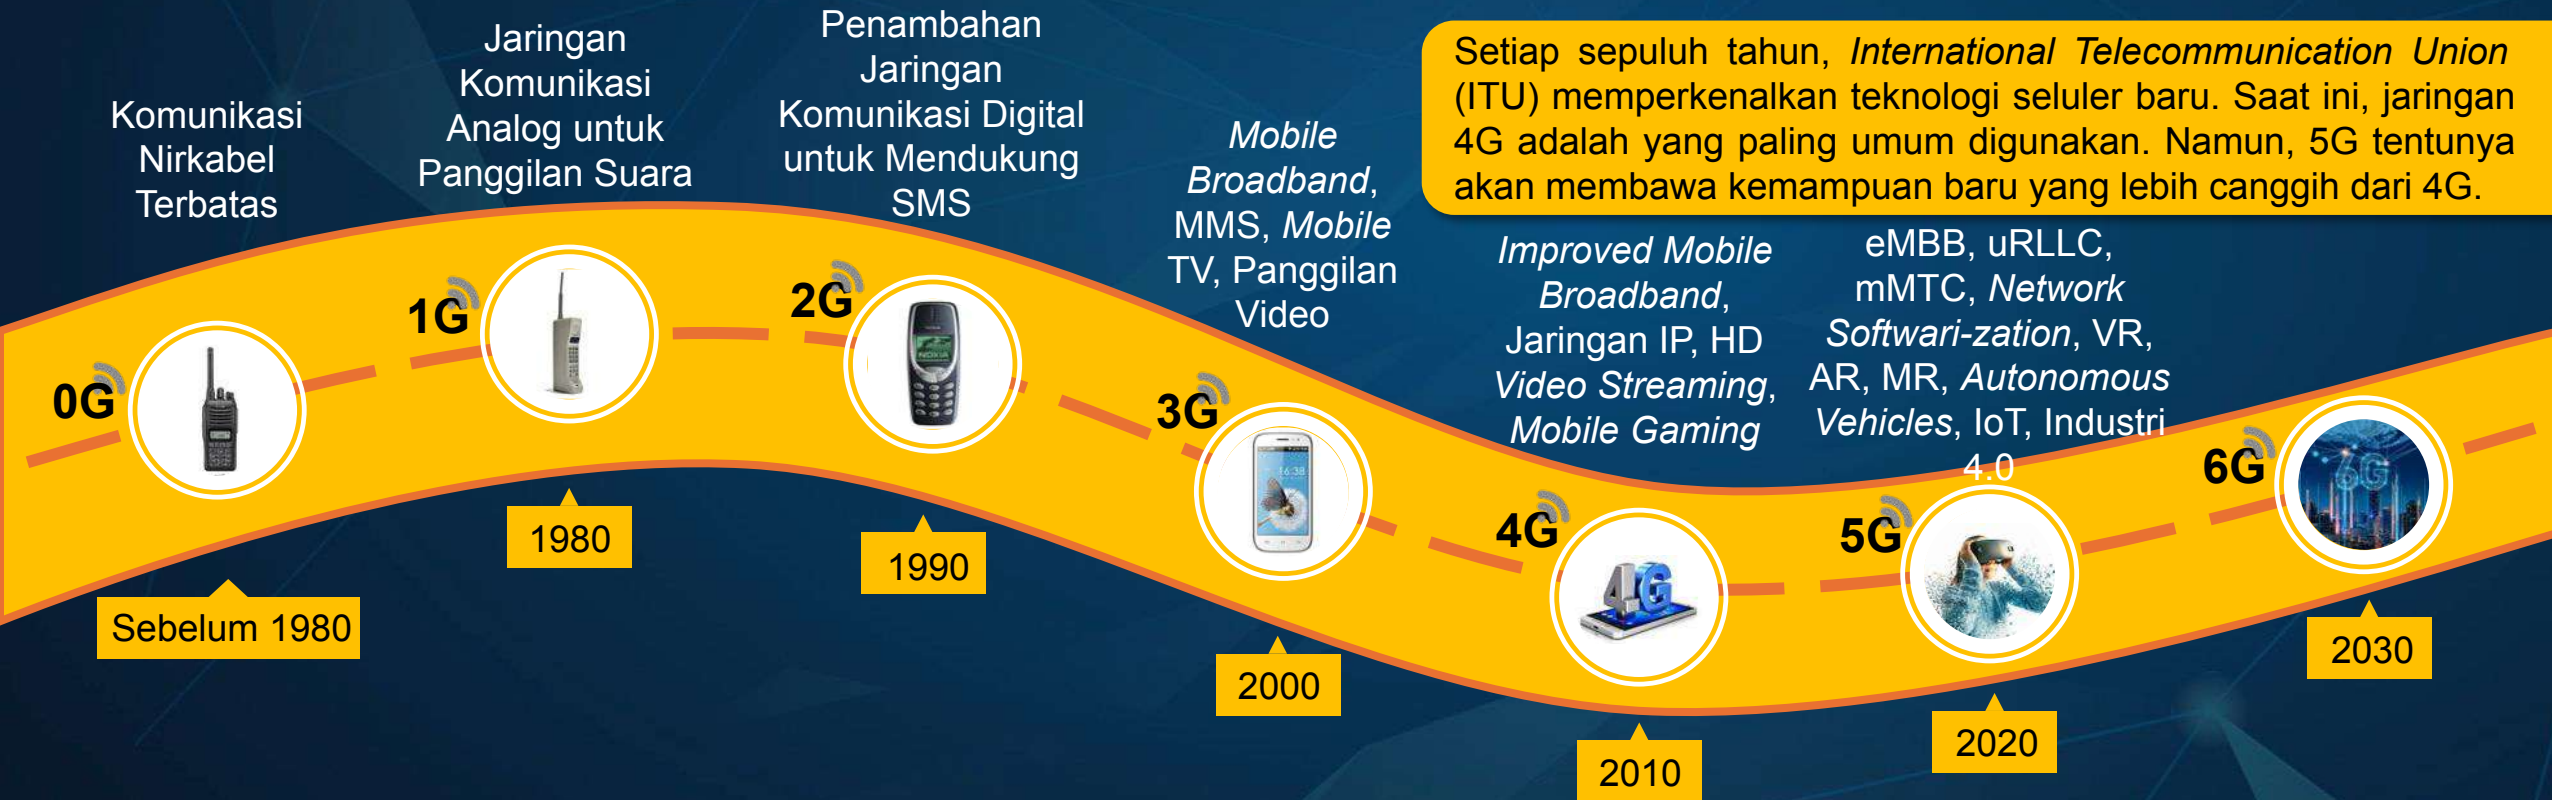 Komunikasi
Nirkabel
Terbatas
0G
Sebelum 1980
Jaringan
Komunikasi
Analog untuk
Panggilan Suara
1G
1980
Penambahan
Jaringan
Komunikasi Digital
untuk Mendukung
SMS
2G
NOKIA
1990
Mobile
Broadband,
MMS, Mobile
TV, Panggilan
Video
3G
16:38
2000
Setiap sepuluh tahun, International Telecommunication Union
(ITU) memperkenalkan teknologi seluler baru. Saat ini, jaringan
4G adalah yang paling umum digunakan. Namun, 5G tentunya
akan membawa kemampuan baru yang lebih canggih dari 4G.
Improved Mobile
Broadband,
Jaringan IP, HD
Video Streaming,
Mobile Gaming
4G
4G
2010
eMBB, uRLLC,
mMTC, Network
Softwari-zation, VR,
AR, MR, Autonomous
Vehicles, IoT, Industri
4.0
5G
2020
6G
6G
2030